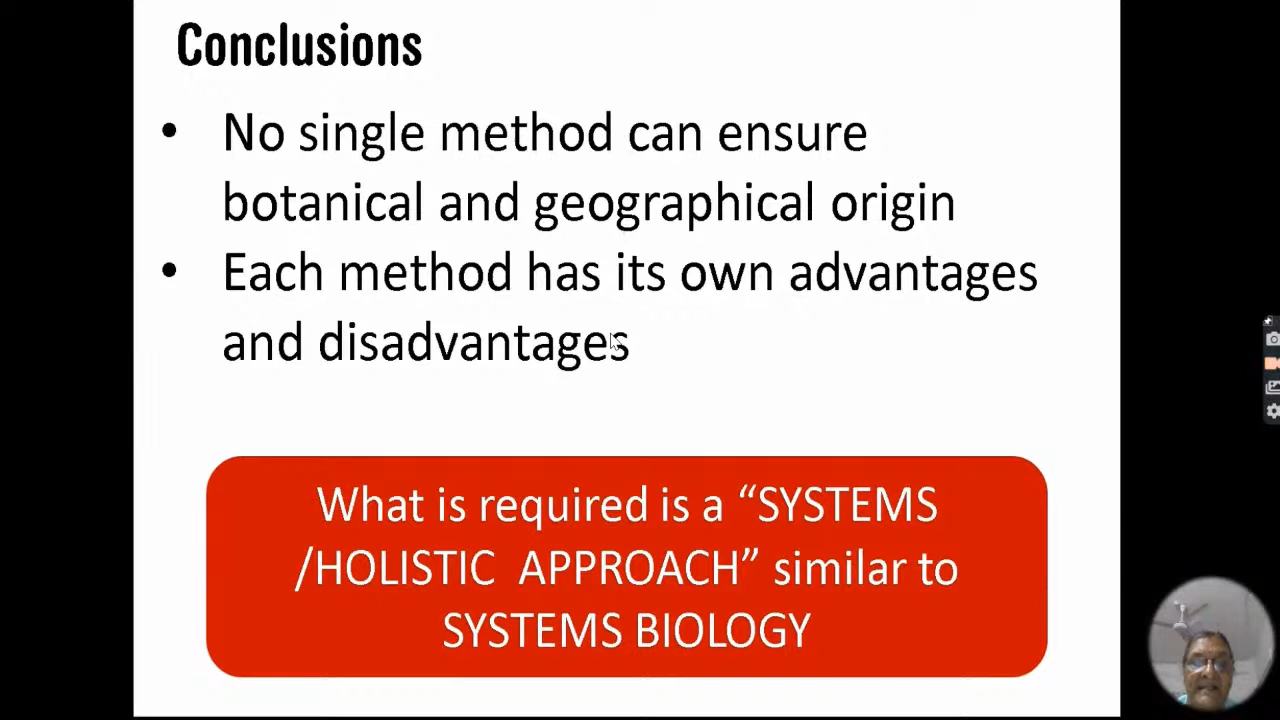 Conclusions
• No single method can ensure
botanical and geographical origin
• Each method has its own advantages
and disadvantages
What is required is a “SYSTEMS
/HOLISTIC APPROACH” similar to
SYSTEMS BIOLOGY